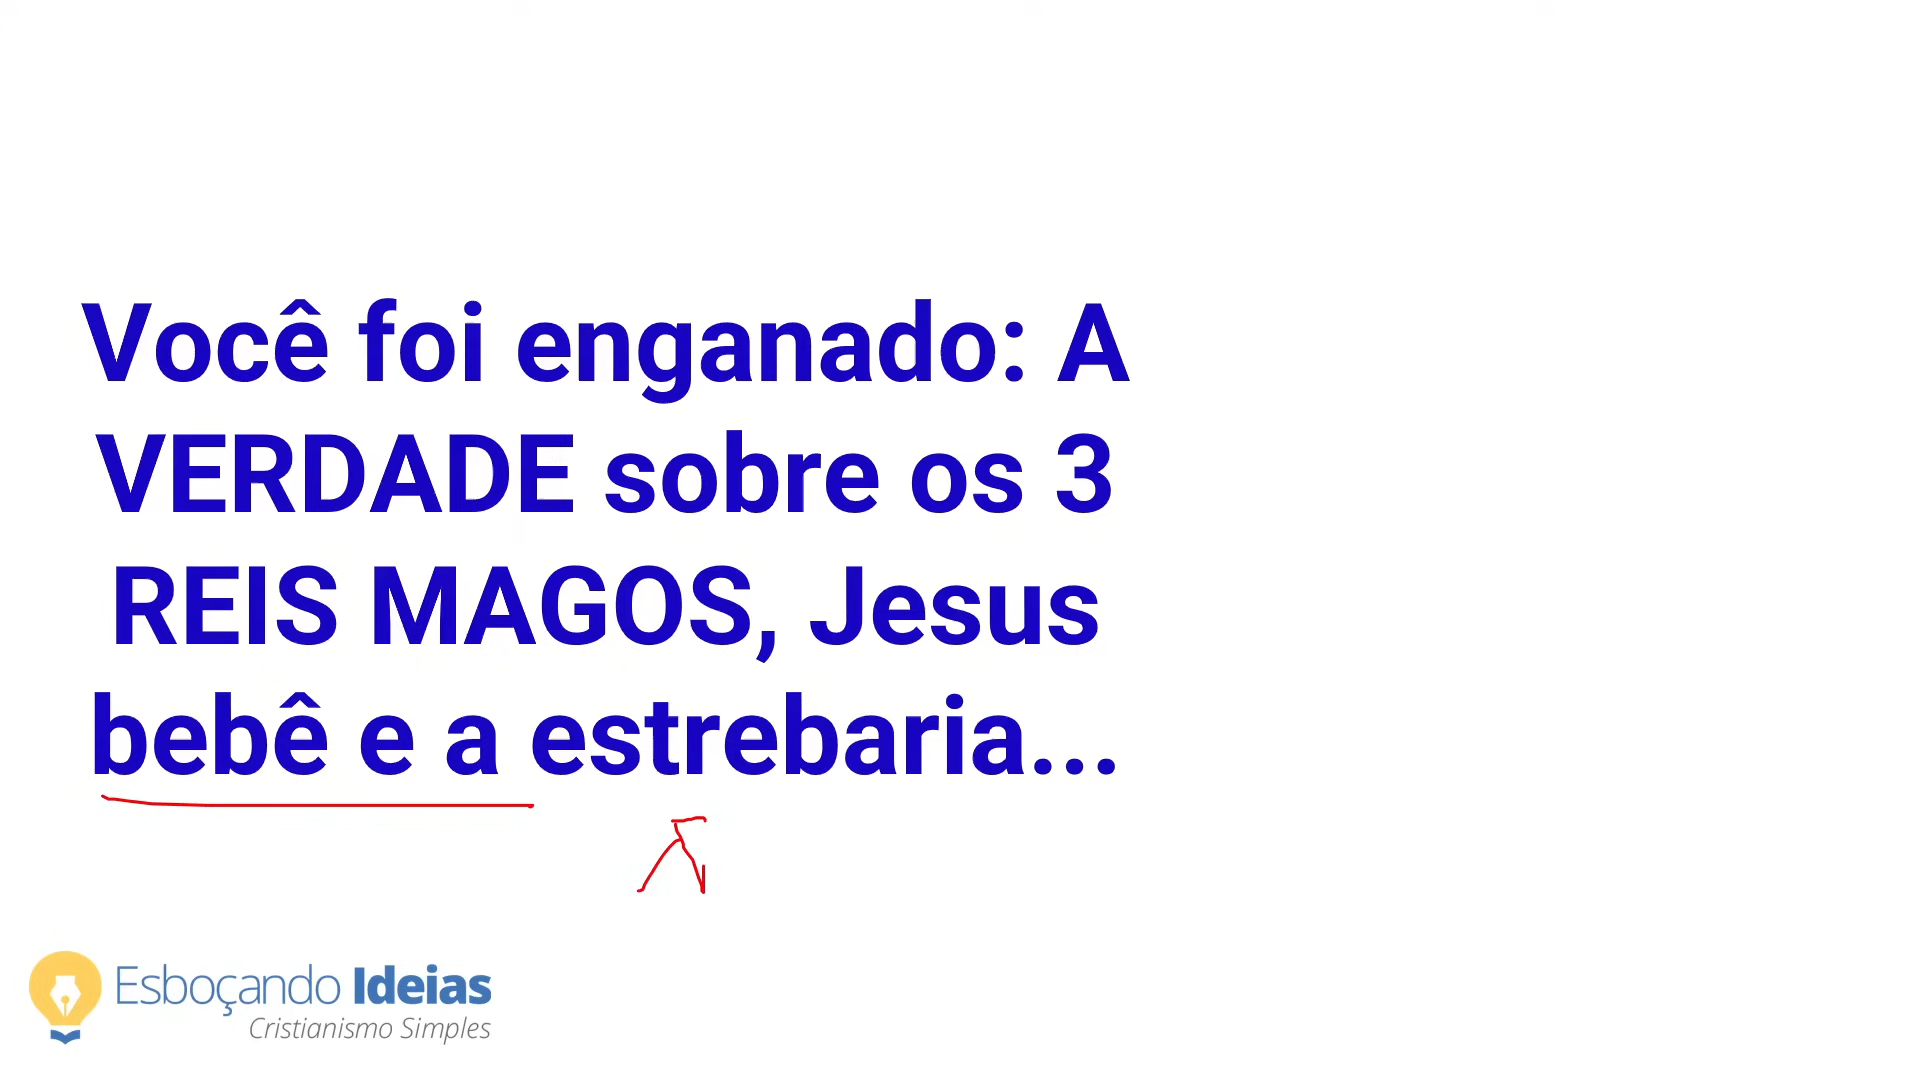 Você foi enganado: A
VERDADE sobre os 3
REIS MAGOS, Jesus
bebê e a estrebaria...
Esboçando Ideias
Cristianismo Simples